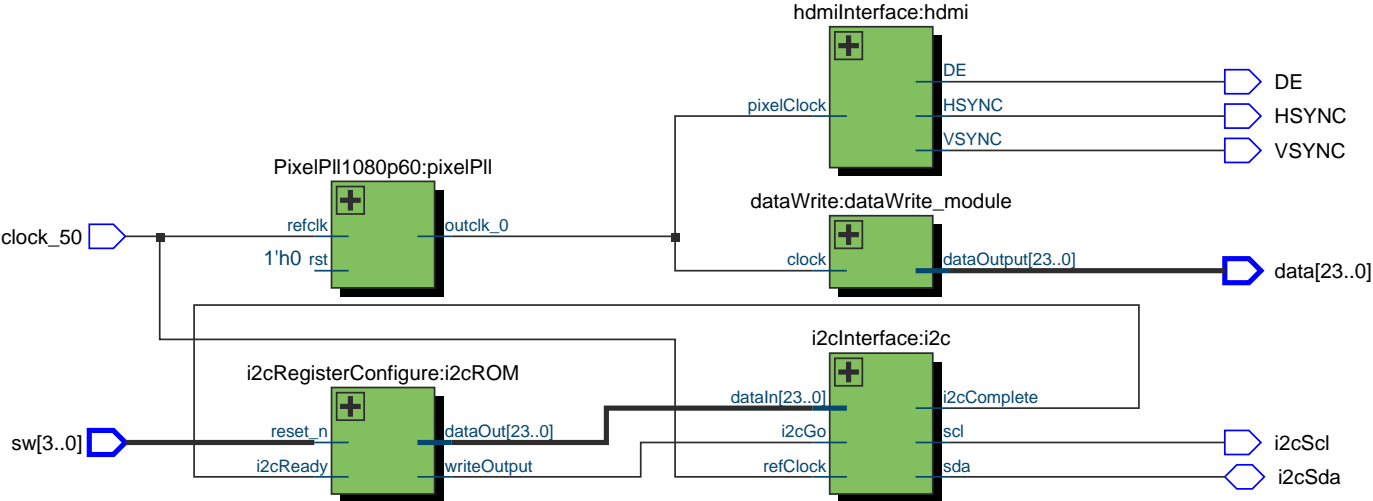 hdmiInterface:hdmi
DE
DE
pixelClock
HSYNC
HSYNC
VSYNC
VSYNC
PixelPll1080p60:pixelPll
dataWrite:dataWrite_module
clock_50
refclk
outclk_0
1'h0 rst
clock
dataOutput[23..0]
data[23..0]
i2cInterface:i2c
i2cRegisterConfigure:i2cROM
dataIn[23..0]
i2cComplete
sw[3..0]
reset_n
dataOut[23..0]
i2cGo
scl
i2cScl
i2cReady
writeOutput
refClock
sda
i2cSda